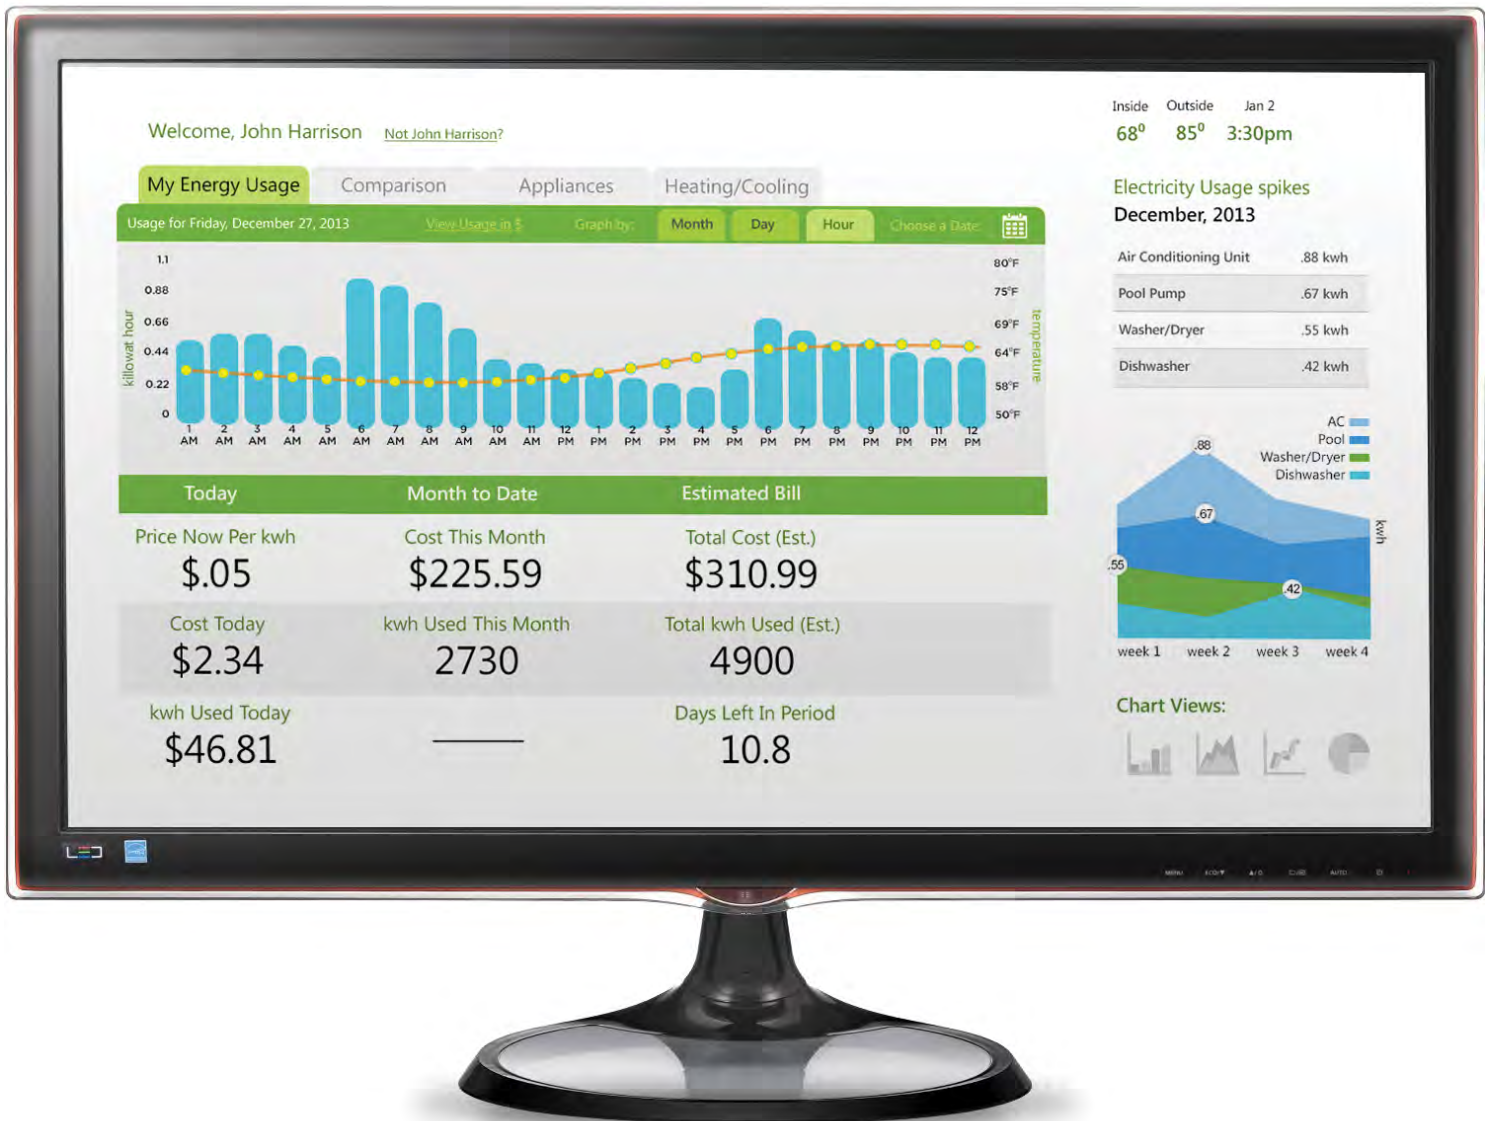 Welcome, John Harrison Not John Harrison?
Inside Outside Jan 2
68⁰ 85⁰ 3:30pm
My Energy Usage Comparison Appliances Heating/Cooling
Usage for Friday, December 27, 2013 View Usage in $ Graph by: Month Day Hour Choose a Date:
killowat hour
1.1
0.88
0.66
0.44
0.22
0
80°F
75°F
69°F
64°F
58°F
50°F
temperature
1 AM 2 AM 3 AM 4 AM 5 AM 6 AM 7 AM 8 AM 9 AM 10 AM 11 AM 12 PM 1 PM 2 PM 3 PM 4 PM 5 PM 6 PM 7 PM 8 PM 9 PM 10 PM 11 PM 12 PM
Today Month to Date Estimated Bill
Price Now Per kwh Cost This Month Total Cost (Est.)
$.05 $225.59 $310.99
Cost Today kwh Used This Month Total kwh Used (Est.)
$2.34 2730 4900
kwh Used Today Days Left In Period
$46.81 10.8
Electricity Usage spikes
December, 2013
Air Conditioning Unit .88 kwh
Pool Pump .67 kwh
Washer/Dryer .55 kwh
Dishwasher .42 kwh
AC
Pool
Washer/Dryer
Dishwasher
.88
.67
.55
.42
kwh
week 1 week 2 week 3 week 4
Chart Views:
LED
MENU AUTO